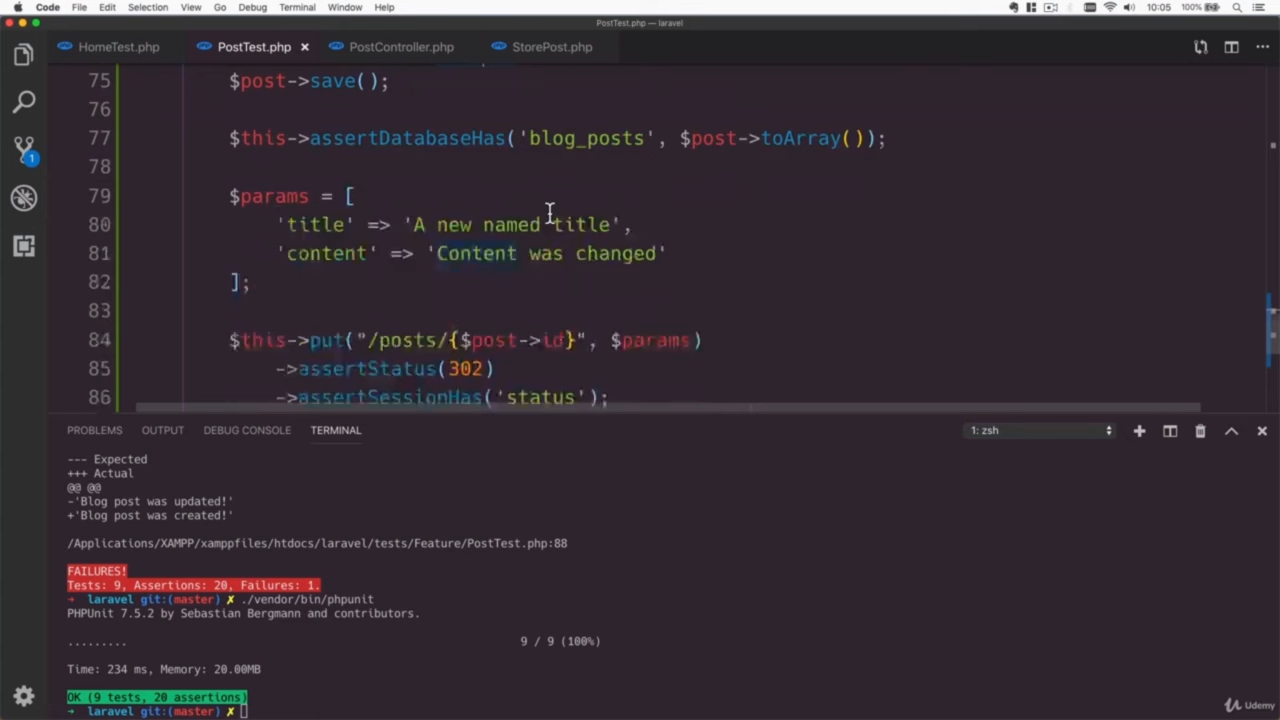 Code File Edit Selection View Go Debug Terminal Window Help 10:05 100%
PostTest.php — laravel
HomeTest.php PostTest.php × PostController.php StorePost.php
75 $post->save();
76
77 $this->assertDatabaseHas('blog_posts', $post->toArray());
78
79 $params = [
80 'title' => 'A new named title',
81 'content' => 'Content was changed'
82 ];
83
84 $this->put("/posts/{$post->id}", $params)
85 ->assertStatus(302)
86 ->assertSessionHas('status');
1
PROBLEMS OUTPUT DEBUG CONSOLE TERMINAL 1: zsh
--- Expected
+++ Actual
@@ @@
-'Blog post was updated!'
+'Blog post was created!'
/Applications/XAMPP/xamppfiles/htdocs/laravel/tests/Feature/PostTest.php:88
FAILURES!
Tests: 9, Assertions: 20, Failures: 1.
→ laravel git:(master) ✗ ./vendor/bin/phpunit
PHPUnit 7.5.2 by Sebastian Bergmann and contributors.
......... 9 / 9 (100%)
Time: 234 ms, Memory: 20.00MB
OK (9 tests, 20 assertions)
→ laravel git:(master) ✗
Udemy